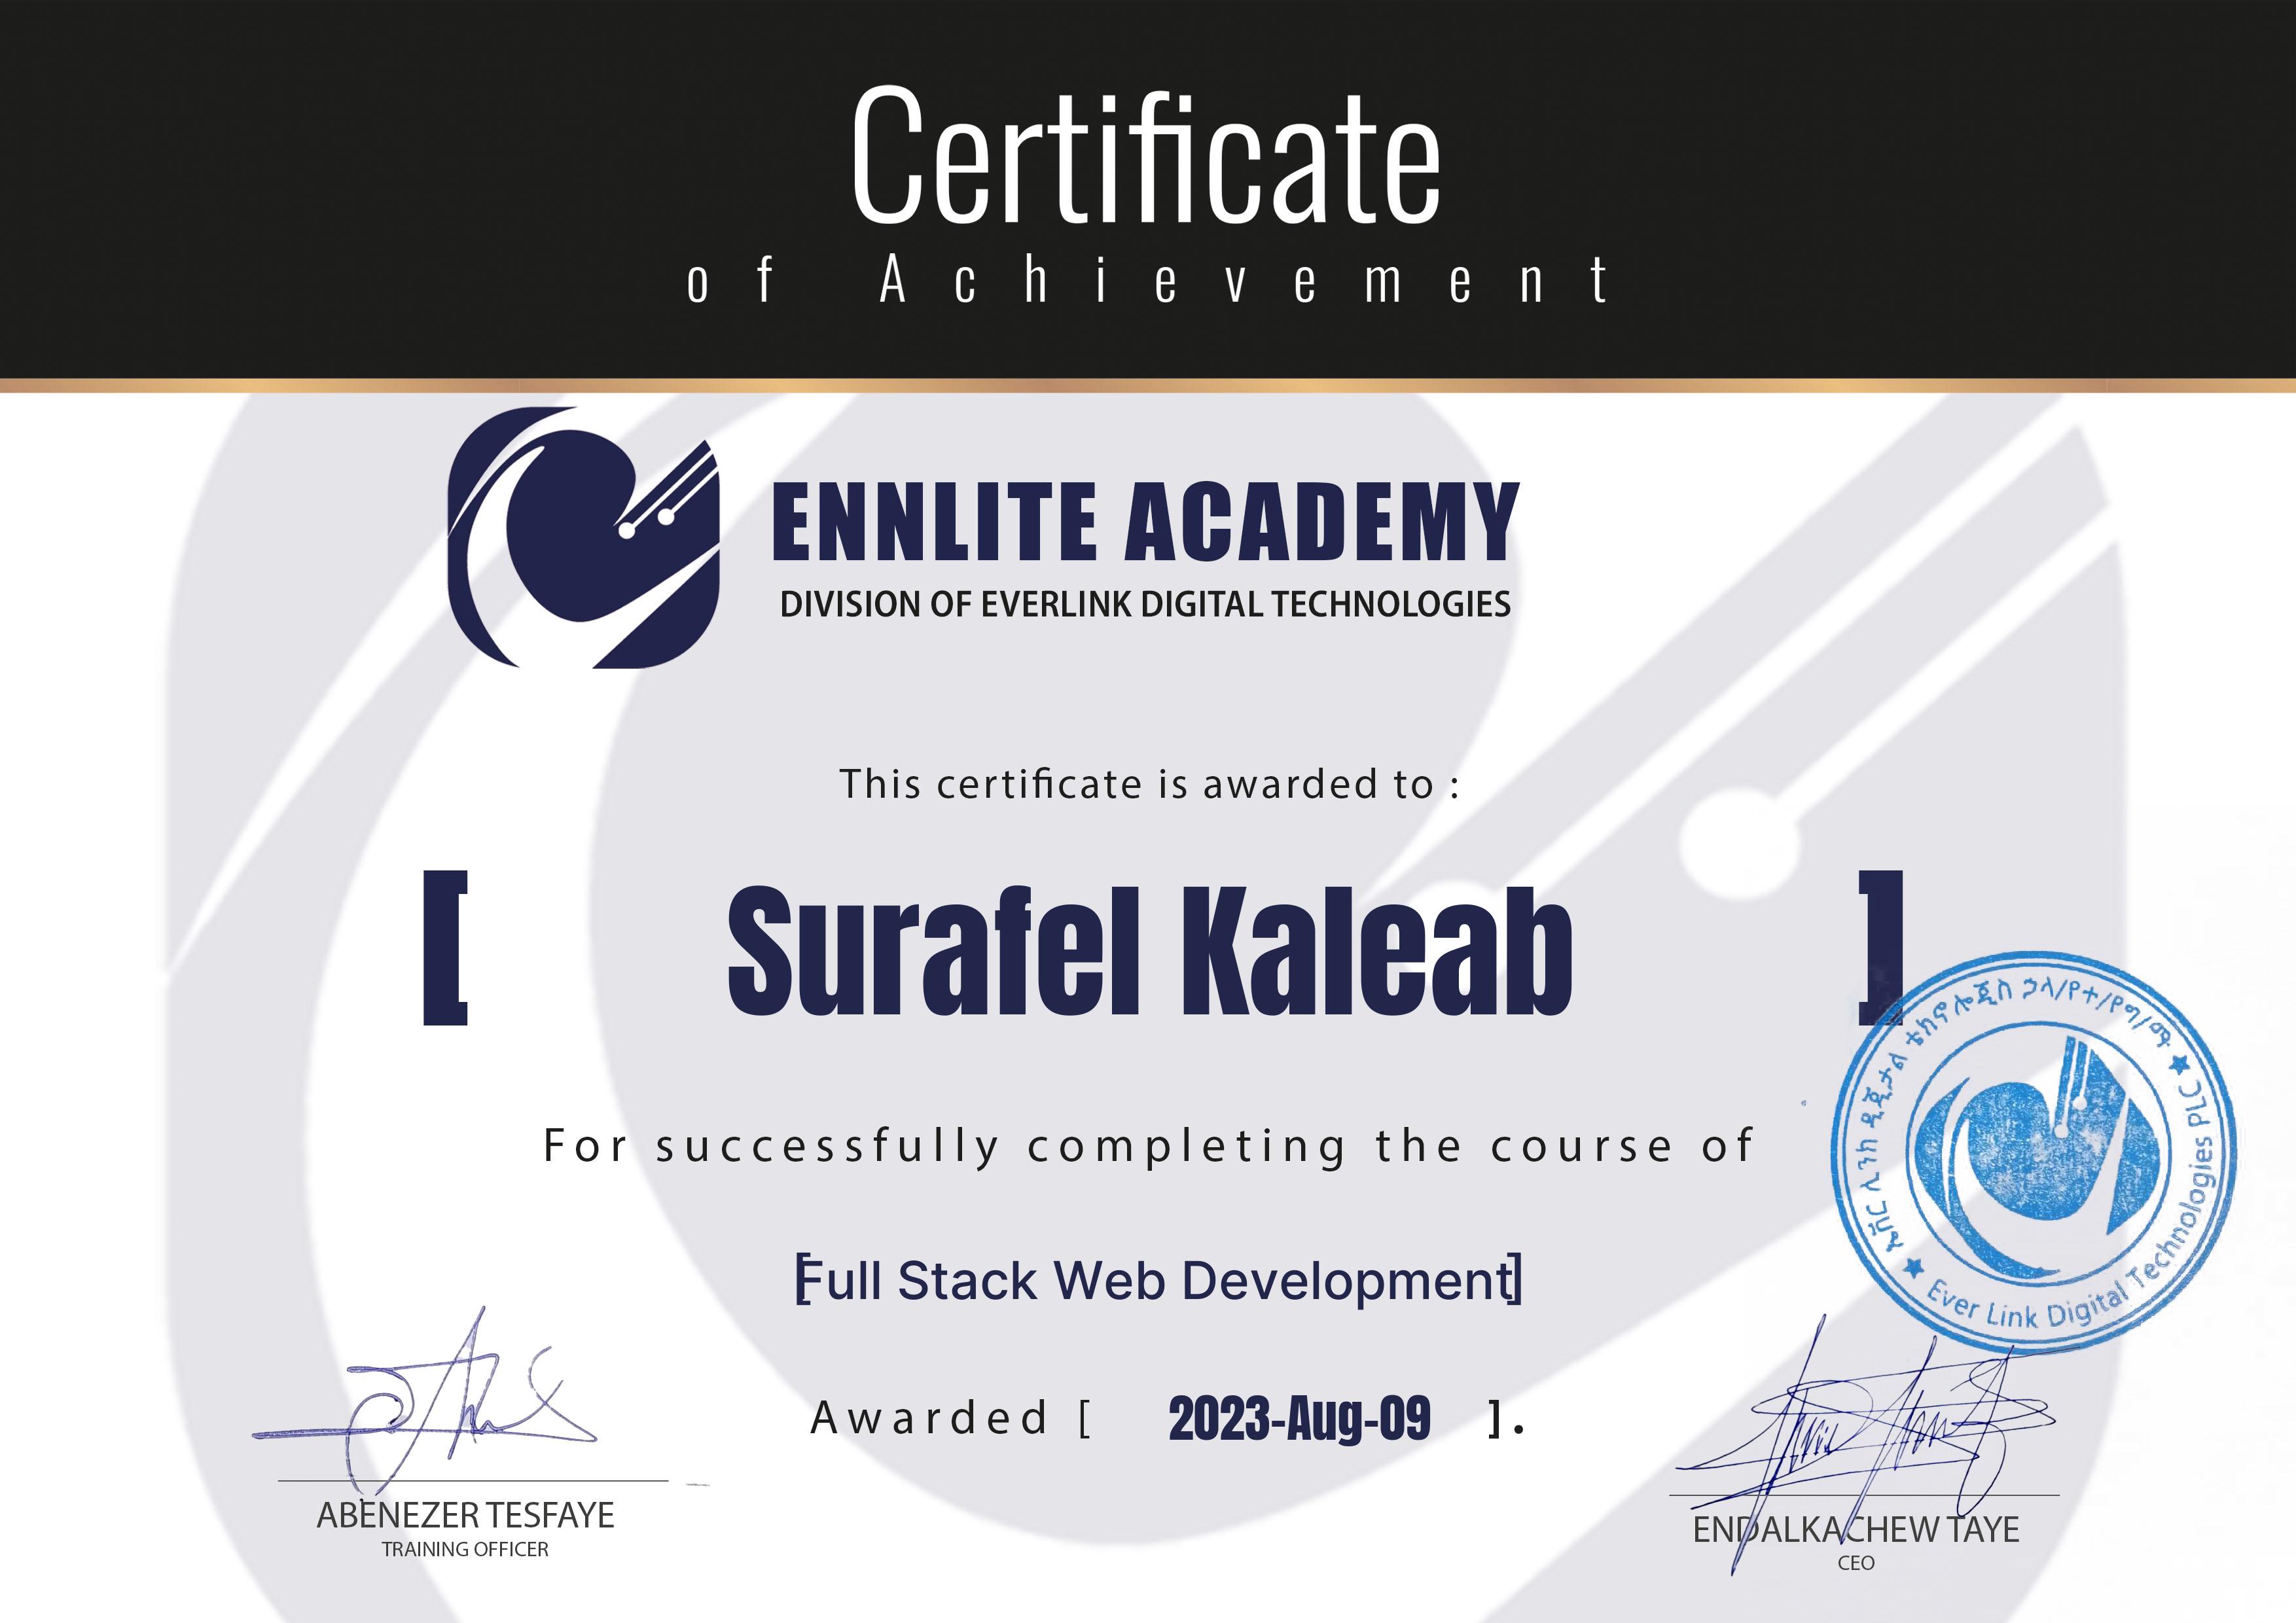 Certificate
of Achievement
ENNLITE ACADEMY
DIVISION OF EVERLINK DIGITAL TECHNOLOGIES
This certificate is awarded to :
[ Surafel Kaleab ]
For successfully completing the course of
[Full Stack Web Development]
Awarded [ 2023-Aug-09 ].
ኤቨር ሊንክ ዲጂታል ቴክኖሎጂስ ኃላ/የተ/የግ/ማ
Ever Link Digital Technologies PLC
ABENEZER TESFAYE
TRAINING OFFICER
ENDALKACHEW TAYE
CEO